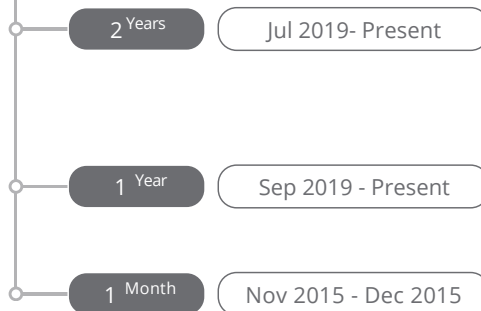 2 Years Jul 2019- Present
1 Year Sep 2019 - Present
1 Month Nov 2015 - Dec 2015